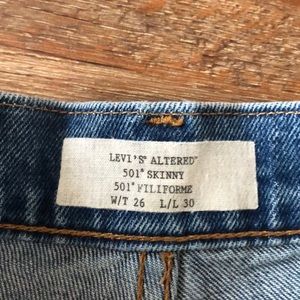 LEVI'S® ALTERED™
501® SKINNY
501® FILIFORME
W/T 26 L/L 30